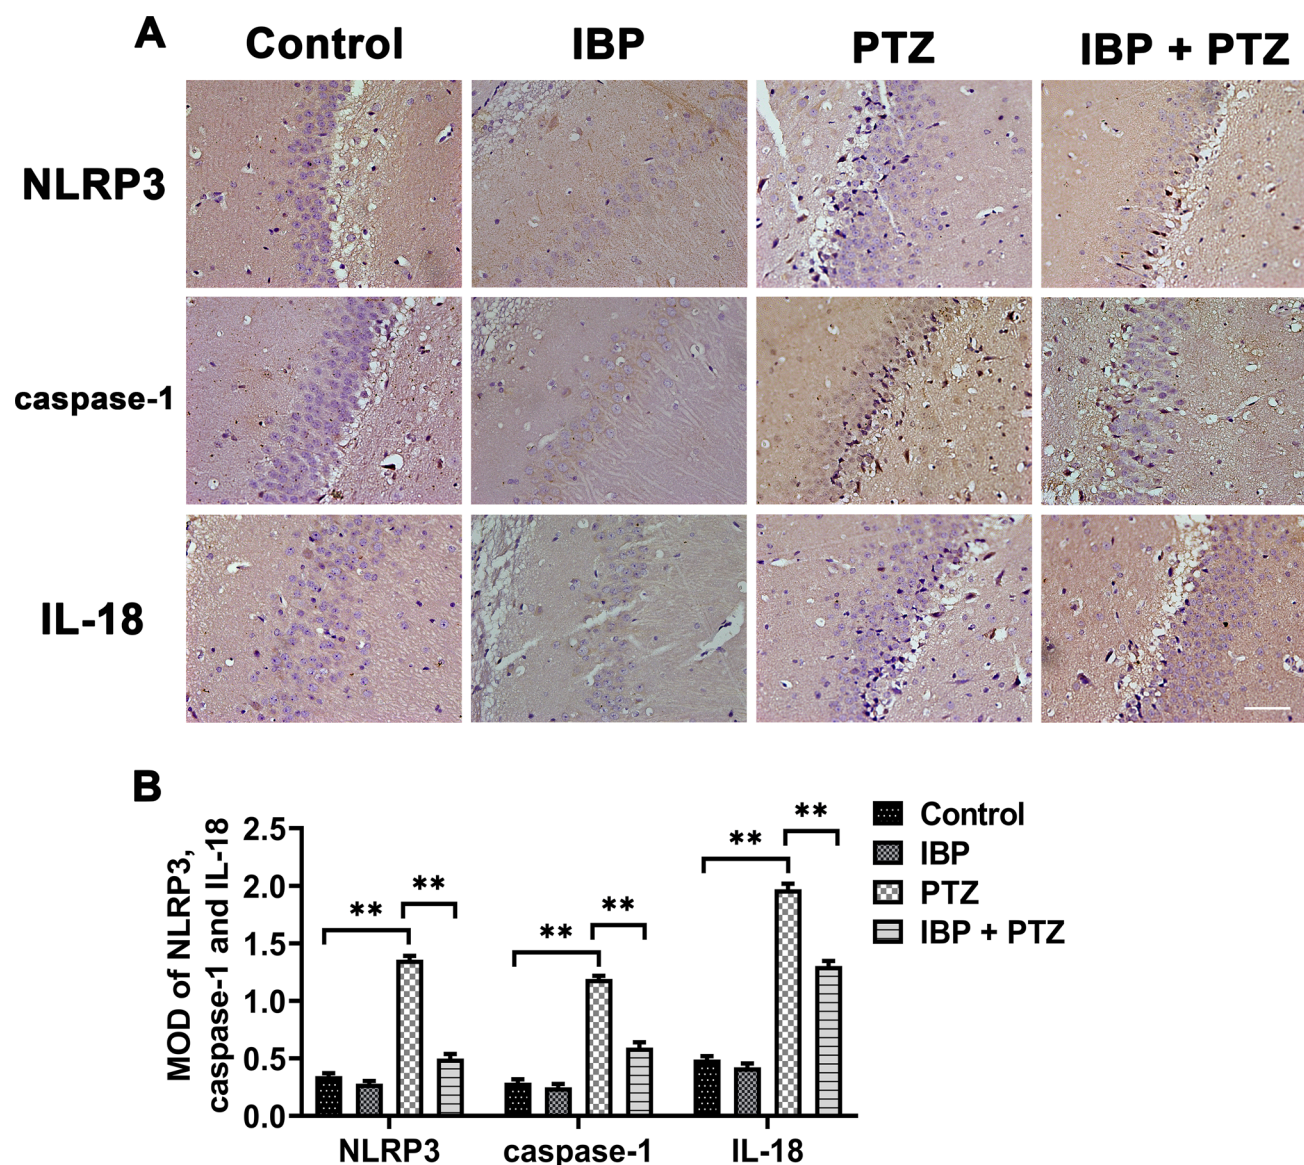 A
Control IBP PTZ IBP + PTZ
NLRP3
caspase-1
IL-18
B
MOD of NLRP3,
caspase-1 and IL-18
2.5
2.0
1.5
1.0
0.5
0.0
** ** ** ** ** **
NLRP3 caspase-1 IL-18
Control
IBP
PTZ
IBP + PTZ